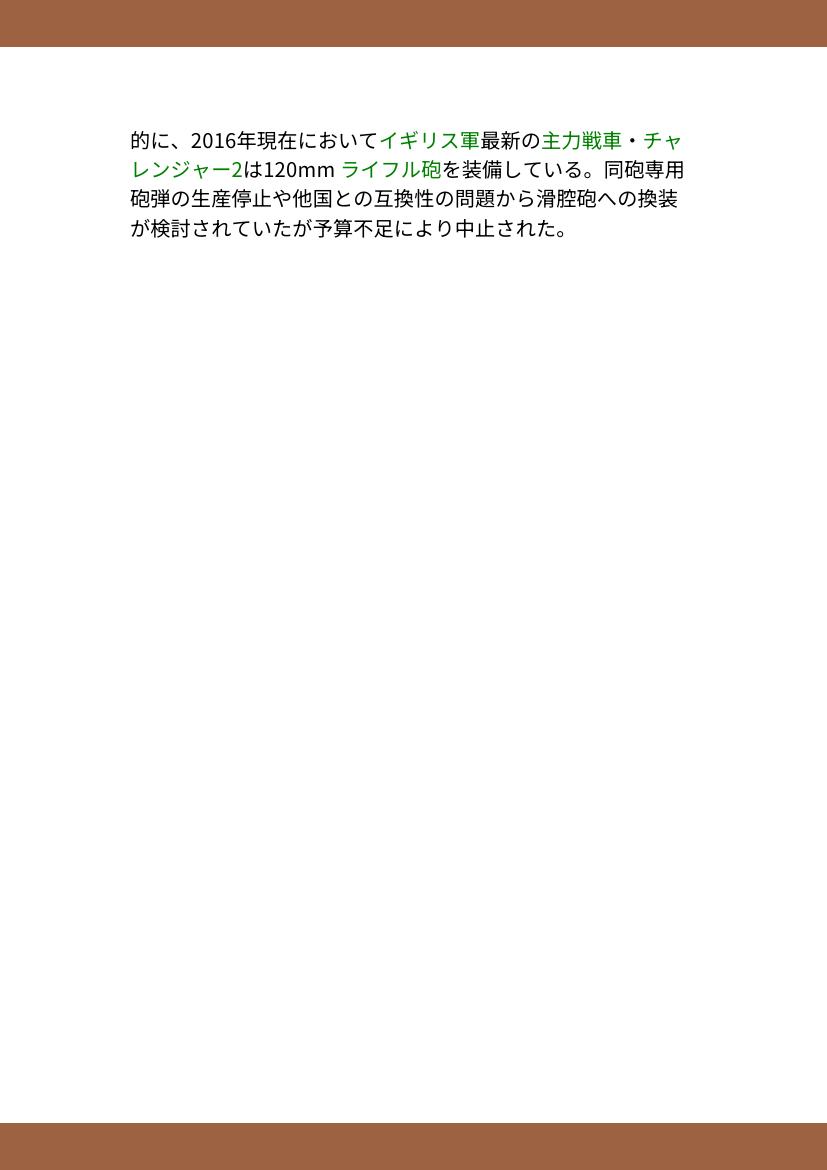 的に、2016年現在においてイギリス軍最新の主力戦車・チャ
レンジャー2は120mm ライフル砲を装備している。同砲専用
砲弾の生産停止や他国との互換性の問題から滑腔砲への換装
が検討されていたが予算不足により中止された。